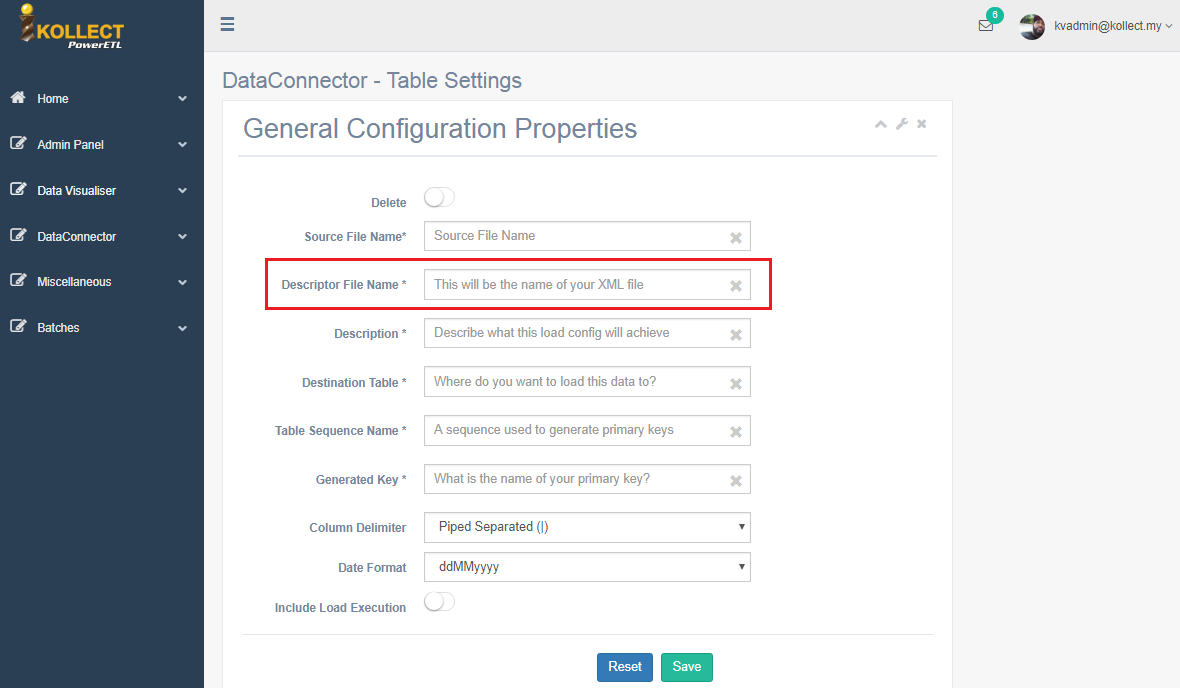 iKOLLECT
PowerETL
6
kvadmin@kollect.my
Home
Admin Panel
Data Visualiser
DataConnector
Miscellaneous
Batches
DataConnector - Table Settings
General Configuration Properties
Delete
Source File Name* Source File Name
Descriptor File Name * This will be the name of your XML file
Description * Describe what this load config will achieve
Destination Table * Where do you want to load this data to?
Table Sequence Name * A sequence used to generate primary keys
Generated Key * What is the name of your primary key?
Column Delimiter Piped Separated (|)
Date Format ddMMyyyy
Include Load Execution
Reset Save